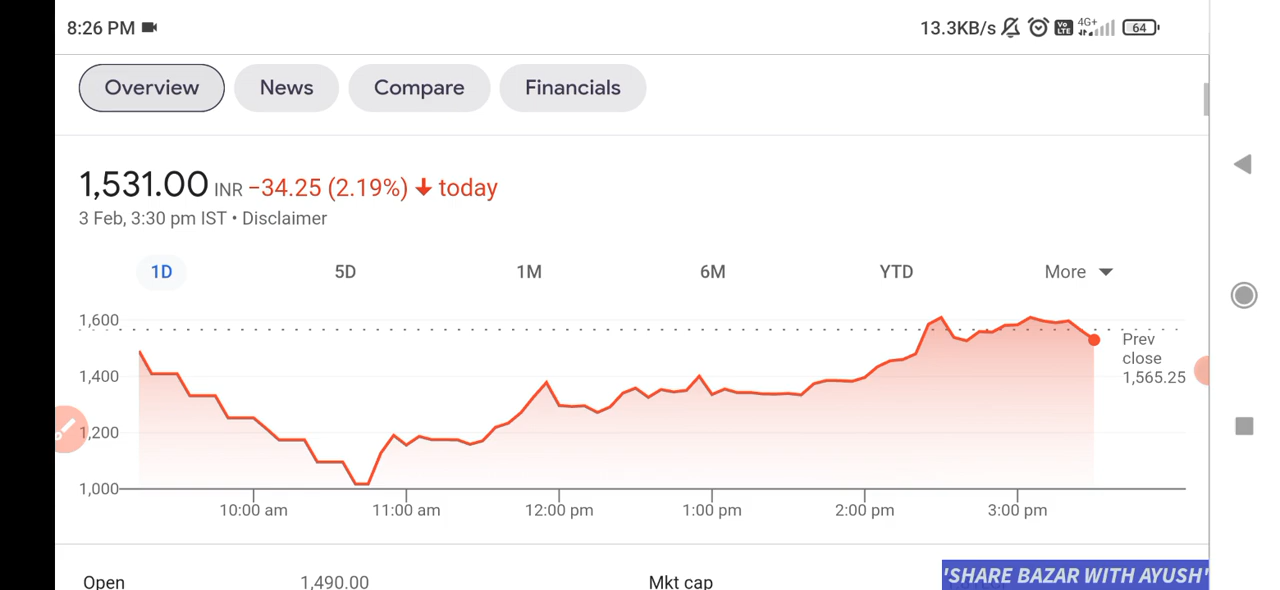 8:26 PM 13.3KB/s Vo LTE 4G+ 64
Overview News Compare Financials
1,531.00 INR −34.25 (2.19%) today
3 Feb, 3:30 pm IST • Disclaimer
1D 5D 1M 6M YTD More
1,600
Prev
close
1,565.25
1,400
1,200
1,000
10:00 am 11:00 am 12:00 pm 1:00 pm 2:00 pm 3:00 pm
Open 1,490.00 Mkt cap
'SHARE BAZAR WITH AYUSH'